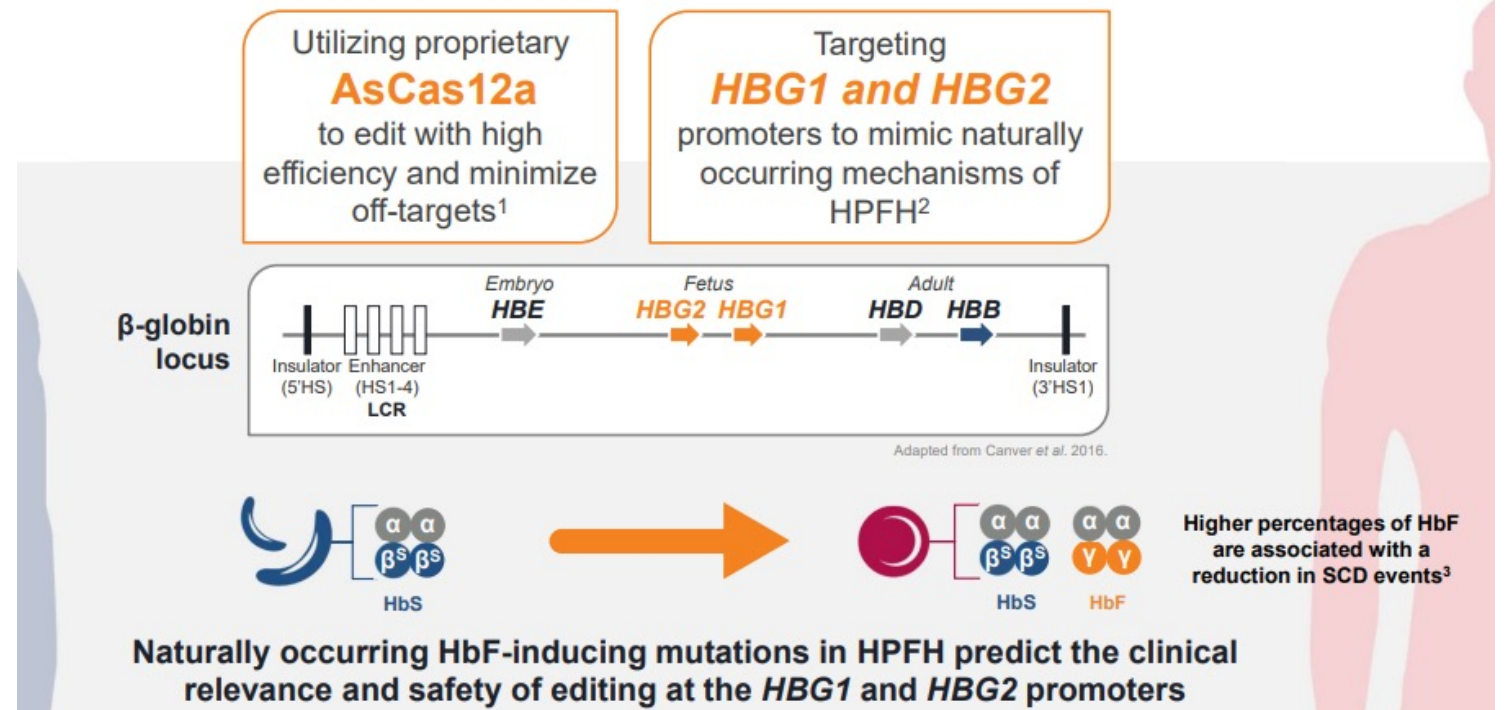 Utilizing proprietary
AsCas12a
to edit with high
efficiency and minimize
off-targets¹
Targeting
HBG1 and HBG2
promoters to mimic naturally
occurring mechanisms of
HPFH²
β-globin
locus
Embryo
HBE
Fetus
HBG2 HBG1
Adult
HBD HBB
Insulator
(5'HS)
Enhancer
(HS1-4)
LCR
Insulator
(3'HS1)
Adapted from Canver et al. 2016.
α α
βˢ βˢ
HbS
α α
βˢ βˢ
HbS
α α
γ γ
HbF
Higher percentages of HbF
are associated with a
reduction in SCD events³
Naturally occurring HbF-inducing mutations in HPFH predict the clinical
relevance and safety of editing at the HBG1 and HBG2 promoters